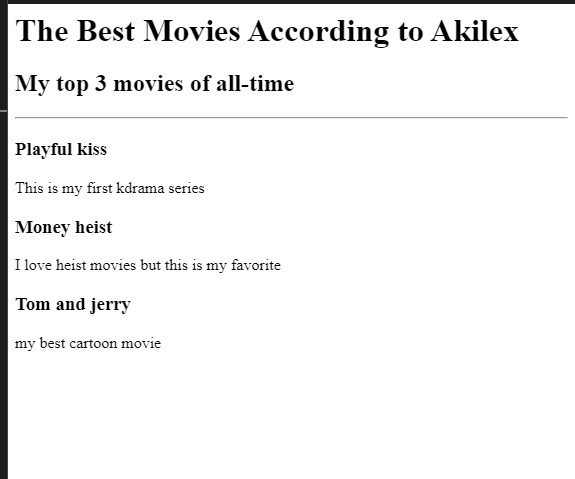 The Best Movies According to Akilex
My top 3 movies of all-time
Playful kiss
This is my first kdrama series
Money heist
I love heist movies but this is my favorite
Tom and jerry
my best cartoon movie